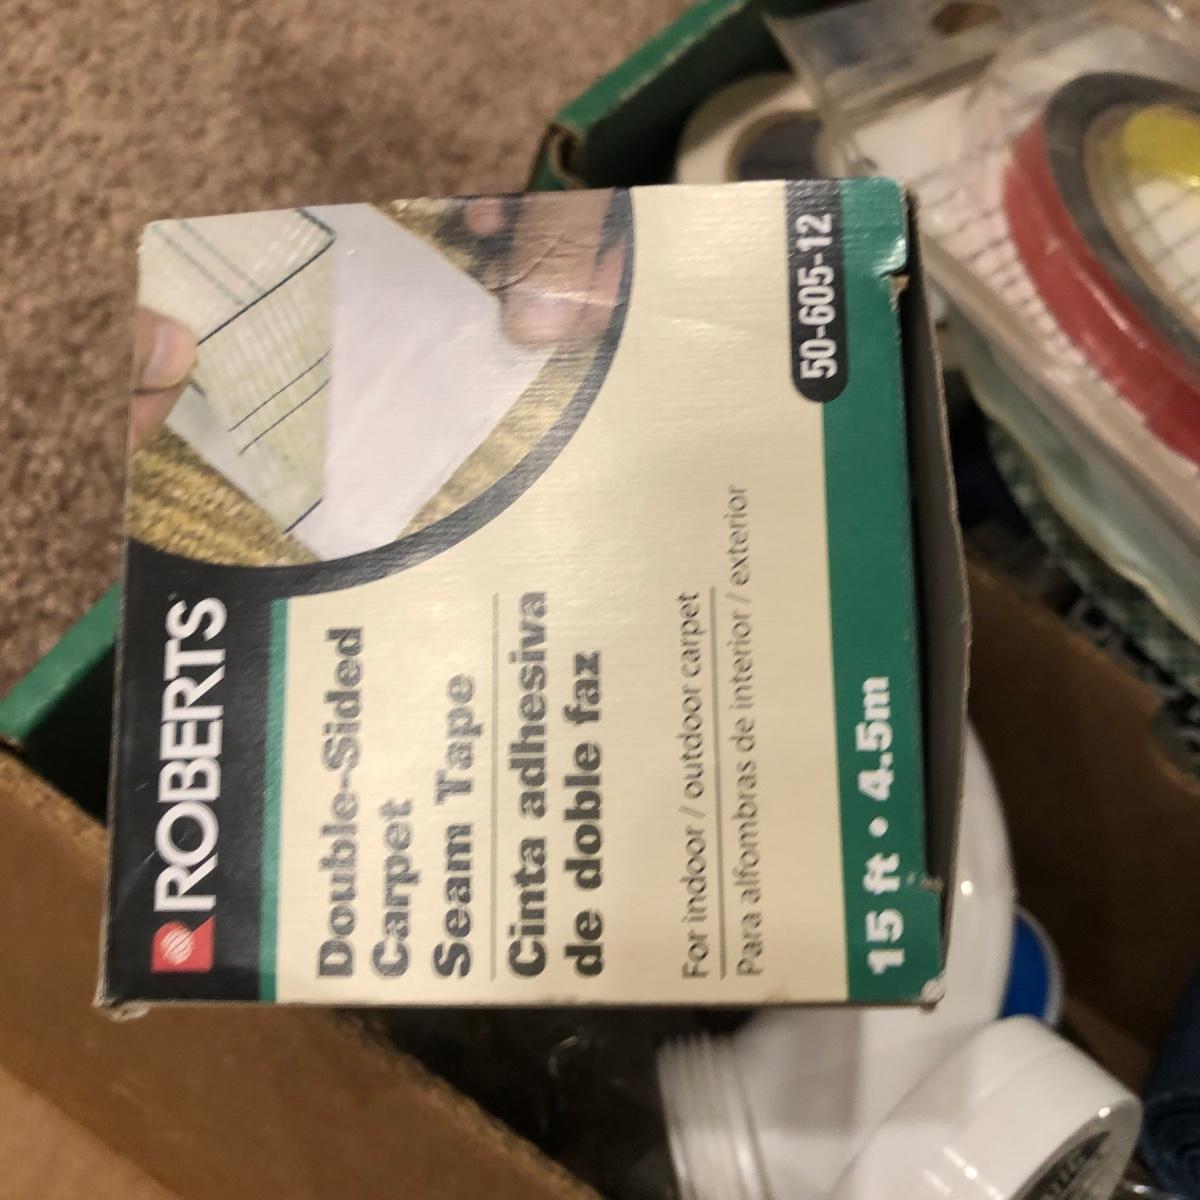 ROBERTS
Double-Sided
Carpet
Seam Tape
Cinta adhesiva
de doble faz
For indoor / outdoor carpet
Para alfombras de interior / exterior
50-605-12
15 ft • 4.5m